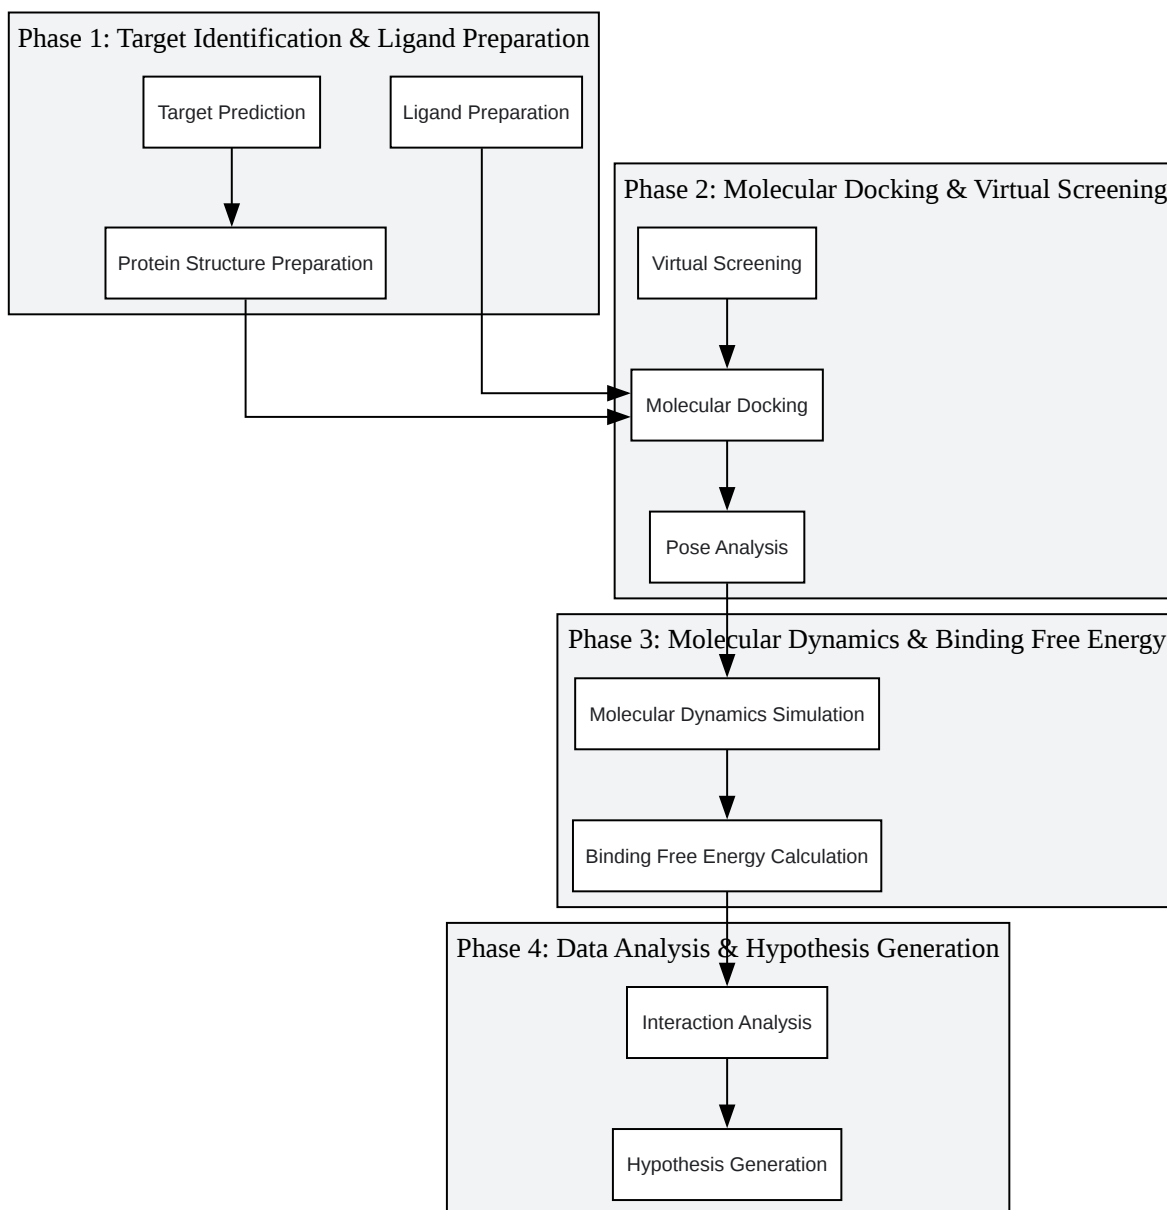 Phase 1: Target Identification & Ligand Preparation
Target Prediction
Ligand Preparation
Protein Structure Preparation
Phase 2: Molecular Docking & Virtual Screening
Virtual Screening
Molecular Docking
Pose Analysis
Phase 3: Molecular Dynamics & Binding Free Energy
Molecular Dynamics Simulation
Binding Free Energy Calculation
Phase 4: Data Analysis & Hypothesis Generation
Interaction Analysis
Hypothesis Generation